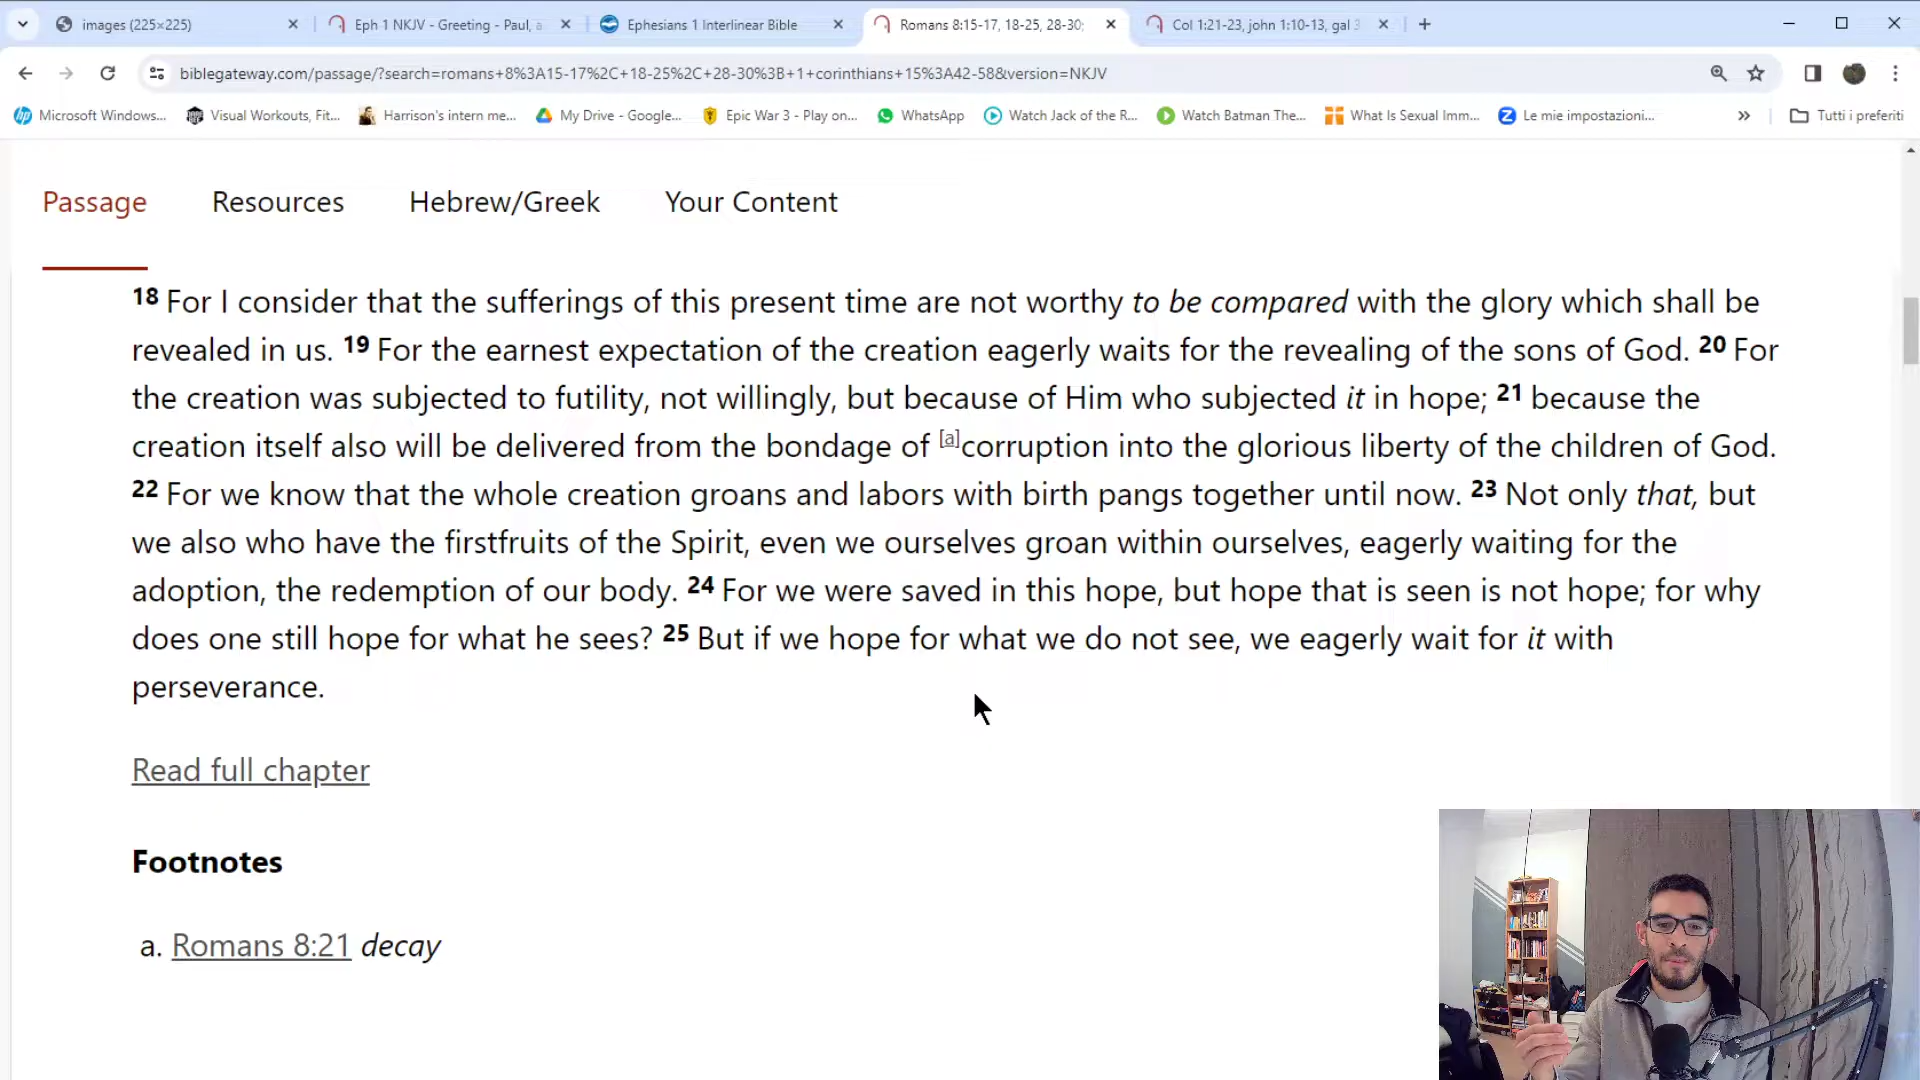 images (225×225)
Eph 1 NKJV - Greeting - Paul, a
Ephesians 1 Interlinear Bible
Romans 8:15-17, 18-25, 28-30;
Col 1:21-23, john 1:10-13, gal 3
biblegateway.com/passage/?search=romans+8%3A15-17%2C+18-25%2C+28-30%3B+1+corinthians+15%3A42-58&version=NKJV
Microsoft Windows...
Visual Workouts, Fit...
Harrison's intern me...
My Drive - Google...
Epic War 3 - Play on...
WhatsApp
Watch Jack of the R...
Watch Batman The...
What Is Sexual Imm...
Le mie impostazioni...
Tutti i preferiti
Passage Resources Hebrew/Greek Your Content
18 For I consider that the sufferings of this present time are not worthy to be compared with the glory which shall be
revealed in us. 19 For the earnest expectation of the creation eagerly waits for the revealing of the sons of God. 20 For
the creation was subjected to futility, not willingly, but because of Him who subjected it in hope; 21 because the
creation itself also will be delivered from the bondage of [a]corruption into the glorious liberty of the children of God.
22 For we know that the whole creation groans and labors with birth pangs together until now. 23 Not only that, but
we also who have the firstfruits of the Spirit, even we ourselves groan within ourselves, eagerly waiting for the
adoption, the redemption of our body. 24 For we were saved in this hope, but hope that is seen is not hope; for why
does one still hope for what he sees? 25 But if we hope for what we do not see, we eagerly wait for it with
perseverance.
Read full chapter
Footnotes
a. Romans 8:21 decay